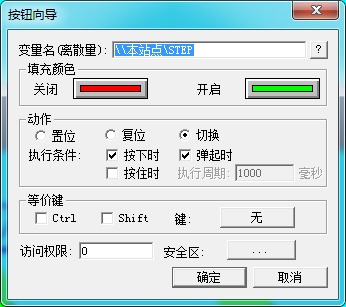 按钮向导
变量名(离散量): \\本站点\STEP ?
填充颜色
关闭 开启
动作
置位 复位 切换
执行条件: 按下时 弹起时
按住时 执行周期: 1000 毫秒
等价键
Ctrl Shift 键: 无
访问权限: 0 安全区: ...
确定 取消